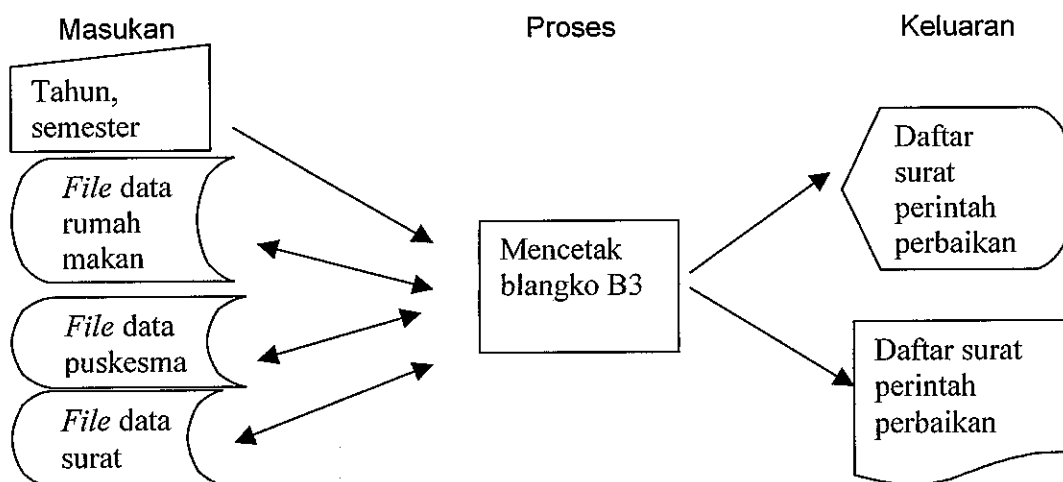 Masukan
Proses
Keluaran
Tahun,
semester
File data
rumah
makan
File data
puskesma
File data
surat
Mencetak
blangko B3
Daftar
surat
perintah
perbaikan
Daftar surat
perintah
perbaikan